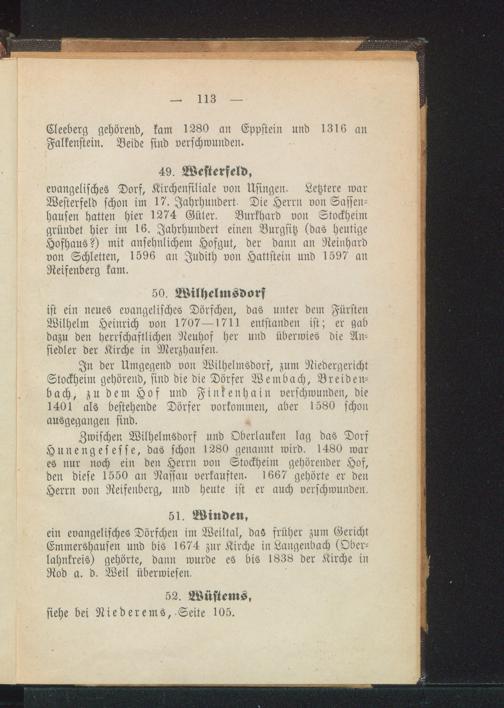 — 113 —
Cleeberg gehörend, kam 1280 an Eppstein und 1316 an
Falkenstein. Beide sind verschwunden.
49. Westerfeld,
evangelisches Dorf, Kirchenfiliale von Usingen. Letztere war
Westerfeld schon im 17. Jahrhundert. Die Herrn von Sassen-
hausen hatten hier 1274 Güter. Burkhard von Stockheim
gründet hier im 16. Jahrhundert einen Burgsitz (das heutige
Hofhaus?) mit ansehnlichem Hofgut, der dann an Reinhard
von Schletten, 1596 an Judith von Hattstein und 1597 an
Reifenberg kam.
50. Wilhelmsdorf
ist ein neues evangelisches Dörfchen, das unter dem Fürsten
Wilhelm Heinrich von 1707—1711 entstanden ist; er gab
dazu den herrschaftlichen Neuhof her und überwies die An-
siedler der Kirche in Merzhausen.
In der Umgegend von Wilhelmsdorf, zum Niedergericht
Stockheim gehörend, sind die die Dörfer Wembach, Breiden-
bach, zu dem Hof und Finkenhain verschwunden, die
1401 als bestehende Dörfer vorkommen, aber 1580 schon
ausgegangen sind.
Zwischen Wilhelmsdorf und Oberlauken lag das Dorf
Hunengesesse, das schon 1280 genannt wird. 1480 war
es nur noch ein den Herrn von Stockheim gehörender Hof,
den diese 1550 an Nassau verkauften. 1667 gehörte er den
Herrn von Reifenberg, und heute ist er auch verschwunden.
51. Winden,
ein evangelisches Dörfchen im Weiltal, das früher zum Gericht
Emmershausen und bis 1674 zur Kirche in Langenbach (Ober-
lahnkreis) gehörte, dann wurde es bis 1838 der Kirche in
Rod a. d. Weil überwiesen.
52. Wüstems,
siehe bei Niederems, Seite 105.